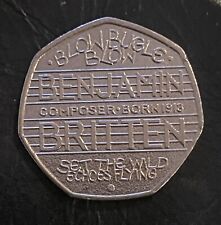 BLOW BUGLE
BLOW
BENJAMIN
COMPOSER·BORN 1913
BRITTEN
SET THE WILD
ECHOES FLYING